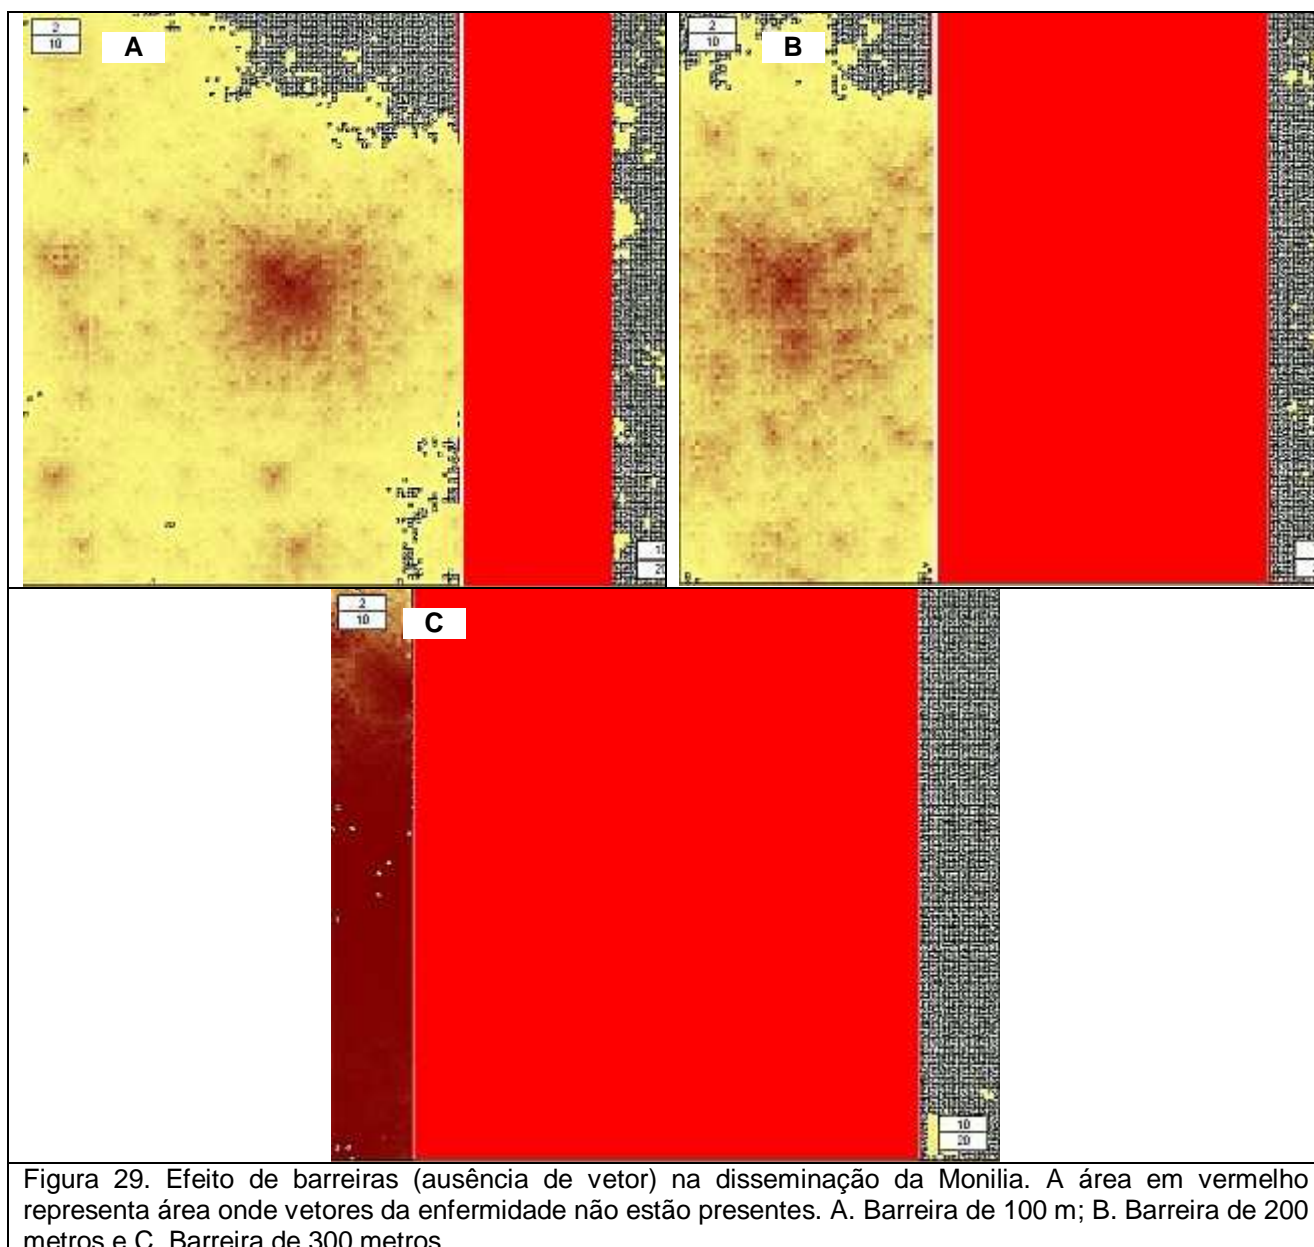 2
10
A
2
10
B
10
20
2
10
C
10
20
Figura 29. Efeito de barreiras (ausência de vetor) na disseminação da Monilia. A área em vermelho
representa área onde vetores da enfermidade não estão presentes. A. Barreira de 100 m; B. Barreira de 200
metros e C. Barreira de 300 metros